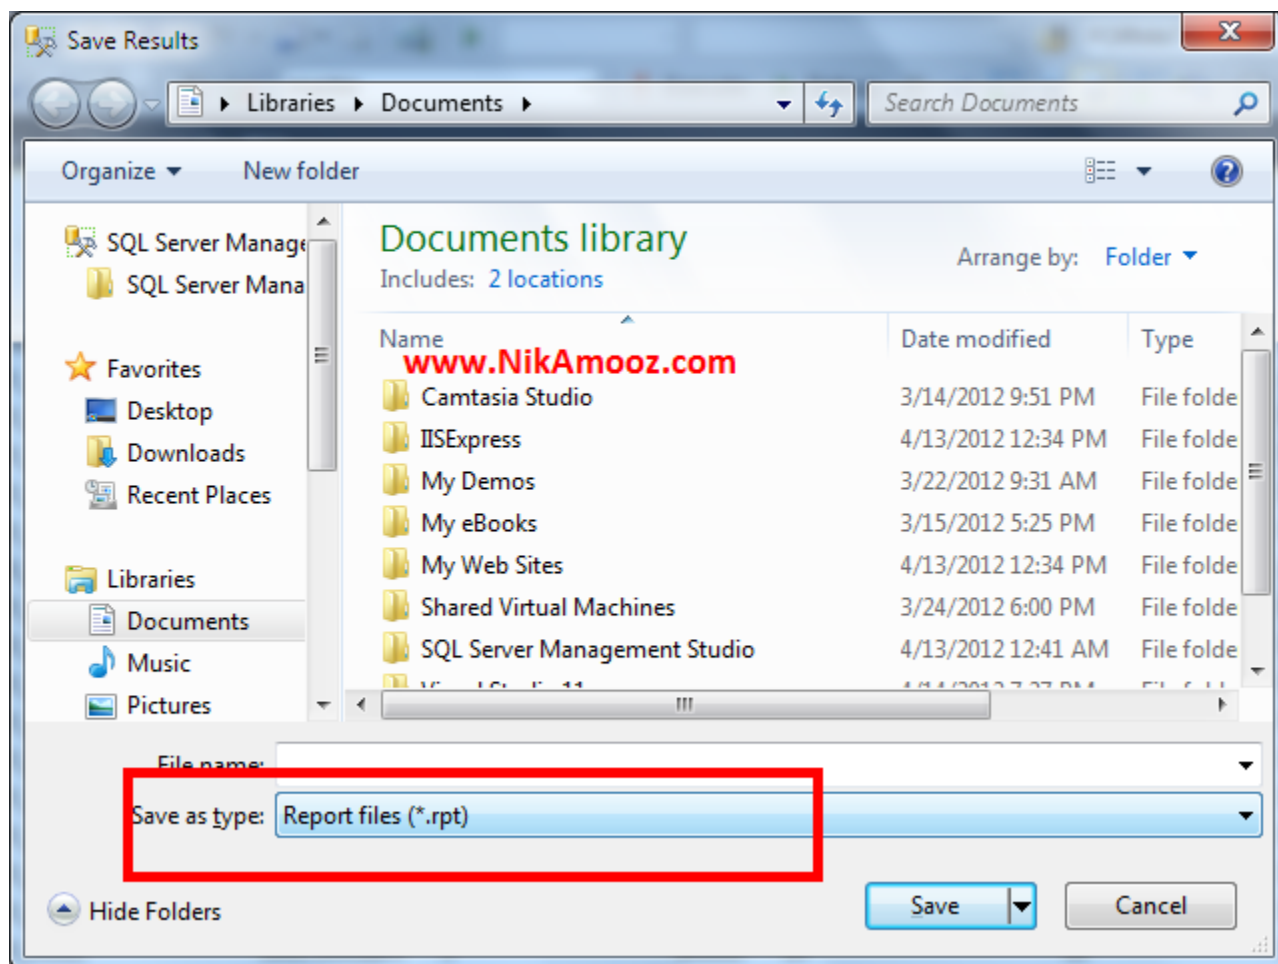 Save Results
Libraries Documents
Search Documents
Organize
New folder
SQL Server Manage
SQL Server Mana
Favorites
Desktop
Downloads
Recent Places
Libraries
Documents
Music
Pictures
Documents library
Includes: 2 locations
Arrange by: Folder
Name Date modified Type
www.NikAmooz.com
Camtasia Studio 3/14/2012 9:51 PM File folde
IISExpress 4/13/2012 12:34 PM File folde
My Demos 3/22/2012 9:31 AM File folde
My eBooks 3/15/2012 5:25 PM File folde
My Web Sites 4/13/2012 12:34 PM File folde
Shared Virtual Machines 3/24/2012 6:00 PM File folde
SQL Server Management Studio 4/13/2012 12:41 AM File folde
File name:
Save as type: Report files (*.rpt)
Hide Folders
Save
Cancel